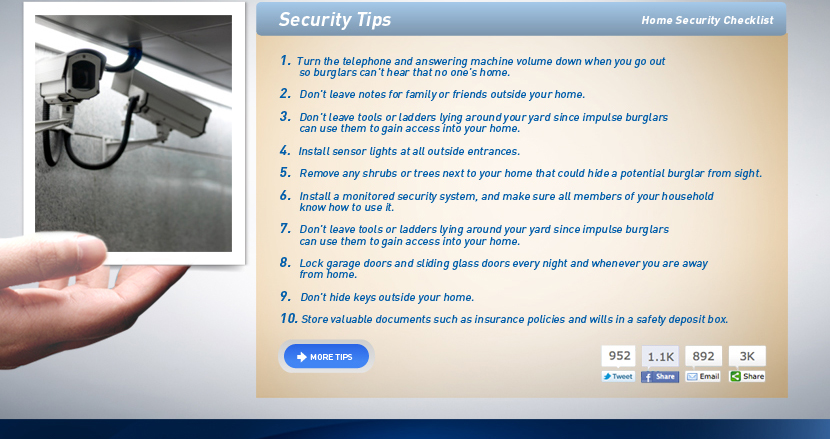 Security Tips
Home Security Checklist
1. Turn the telephone and answering machine volume down when you go out
so burglars can't hear that no one's home.
2. Don't leave notes for family or friends outside your home.
3. Don't leave tools or ladders lying around your yard since impulse burglars
can use them to gain access into your home.
4. Install sensor lights at all outside entrances.
5. Remove any shrubs or trees next to your home that could hide a potential burglar from sight.
6. Install a monitored security system, and make sure all members of your household
know how to use it.
7. Don't leave tools or ladders lying around your yard since impulse burglars
can use them to gain access into your home.
8. Lock garage doors and sliding glass doors every night and whenever you are away
from home.
9. Don't hide keys outside your home.
10. Store valuable documents such as insurance policies and wills in a safety deposit box.
MORE TIPS
952 1.1K 892 3K
Tweet Share Email Share